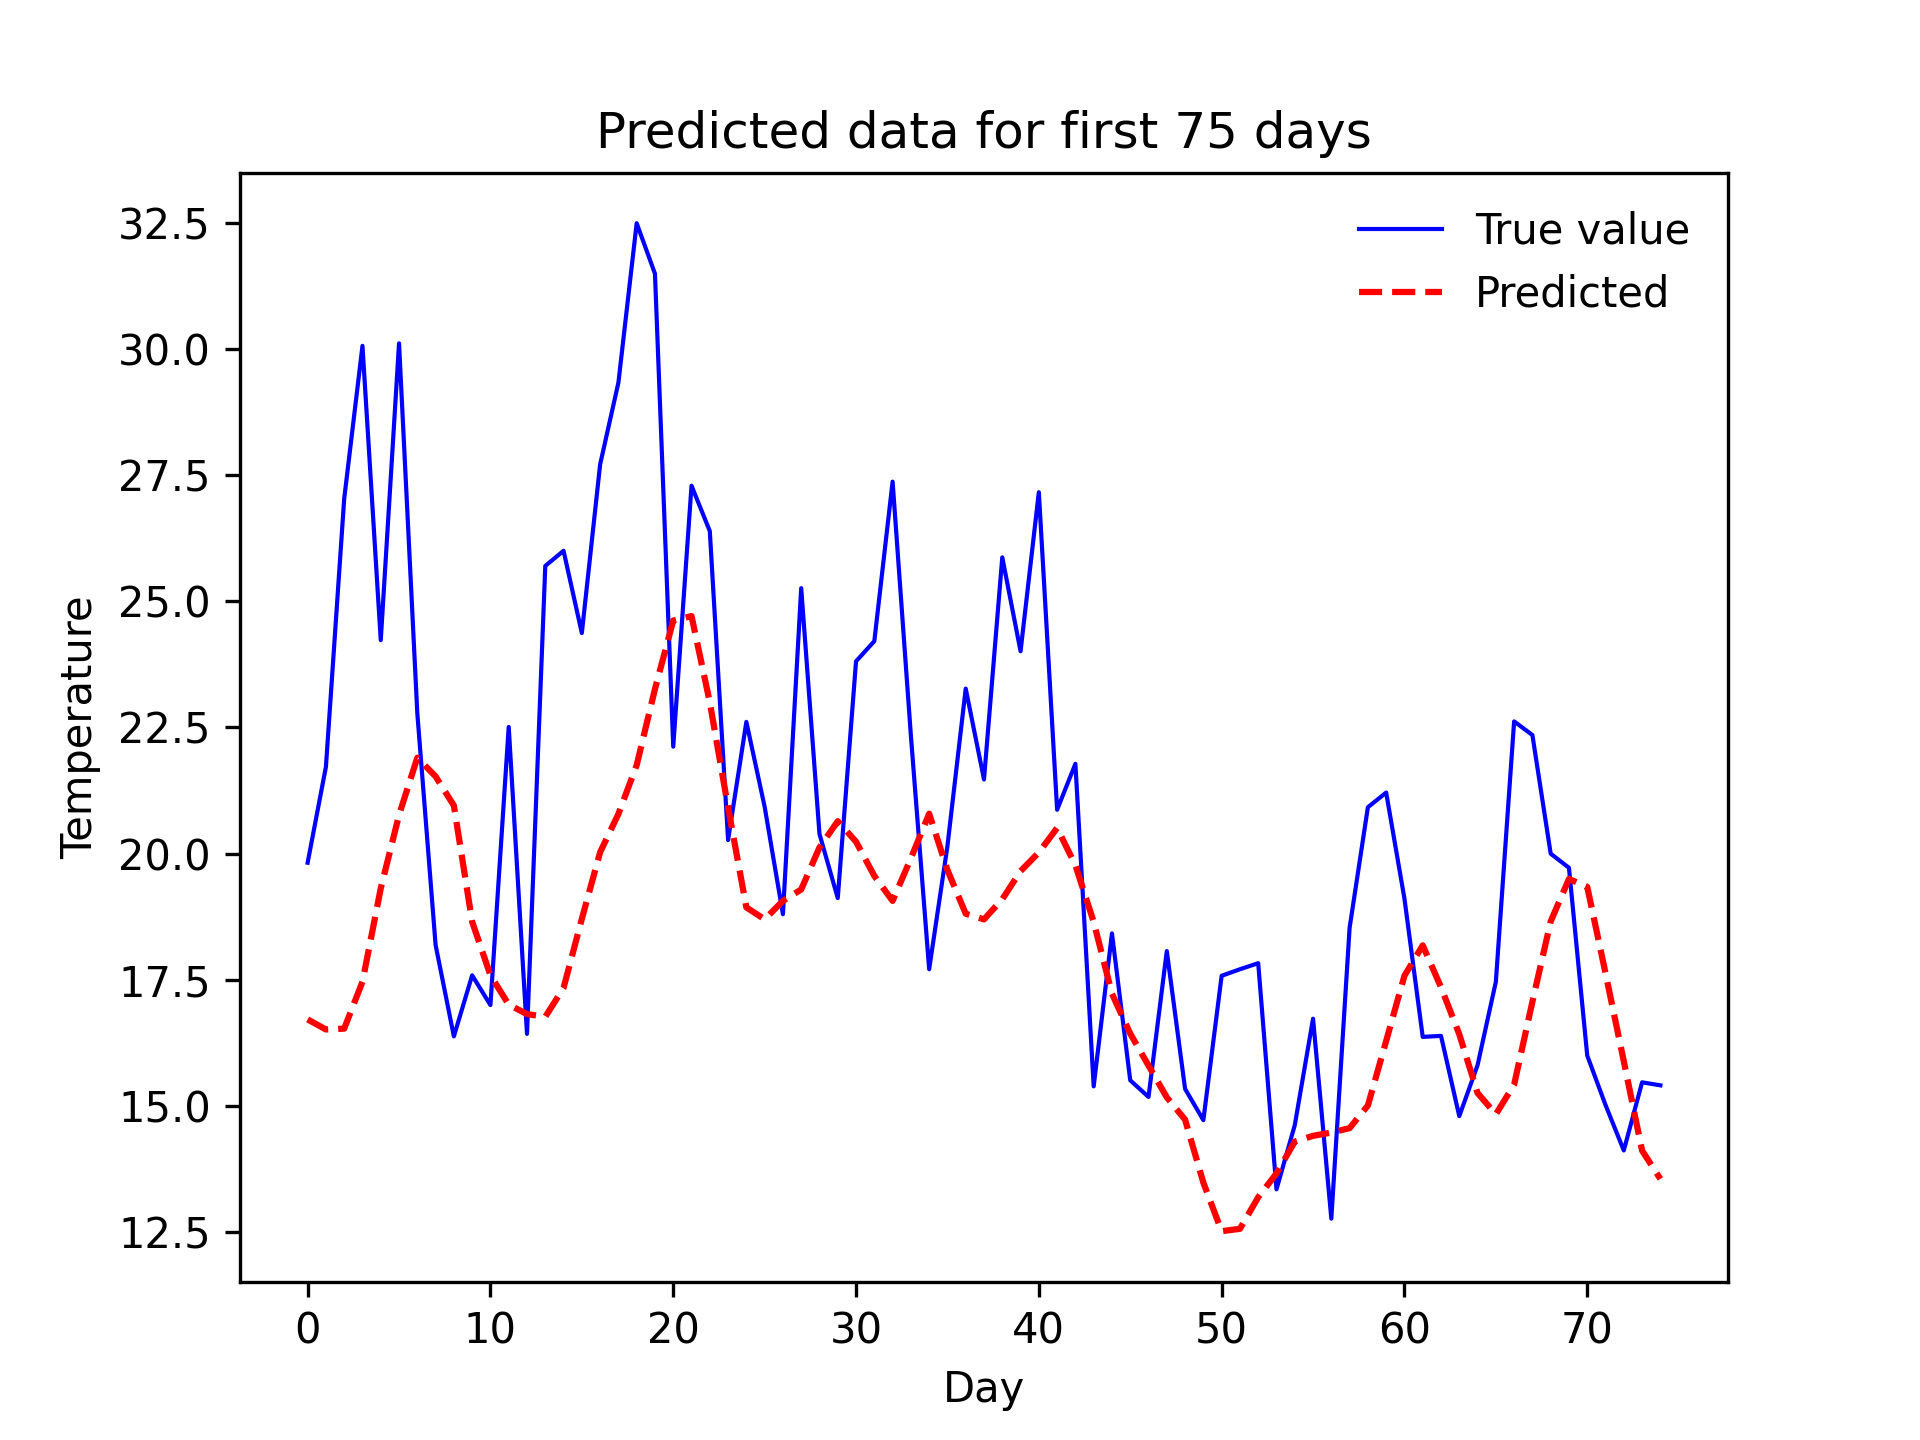 Predicted data for first 75 days
True value
Predicted
32.5
30.0
27.5
25.0
22.5
20.0
17.5
15.0
12.5
Temperature
0 10 20 30 40 50 60 70
Day